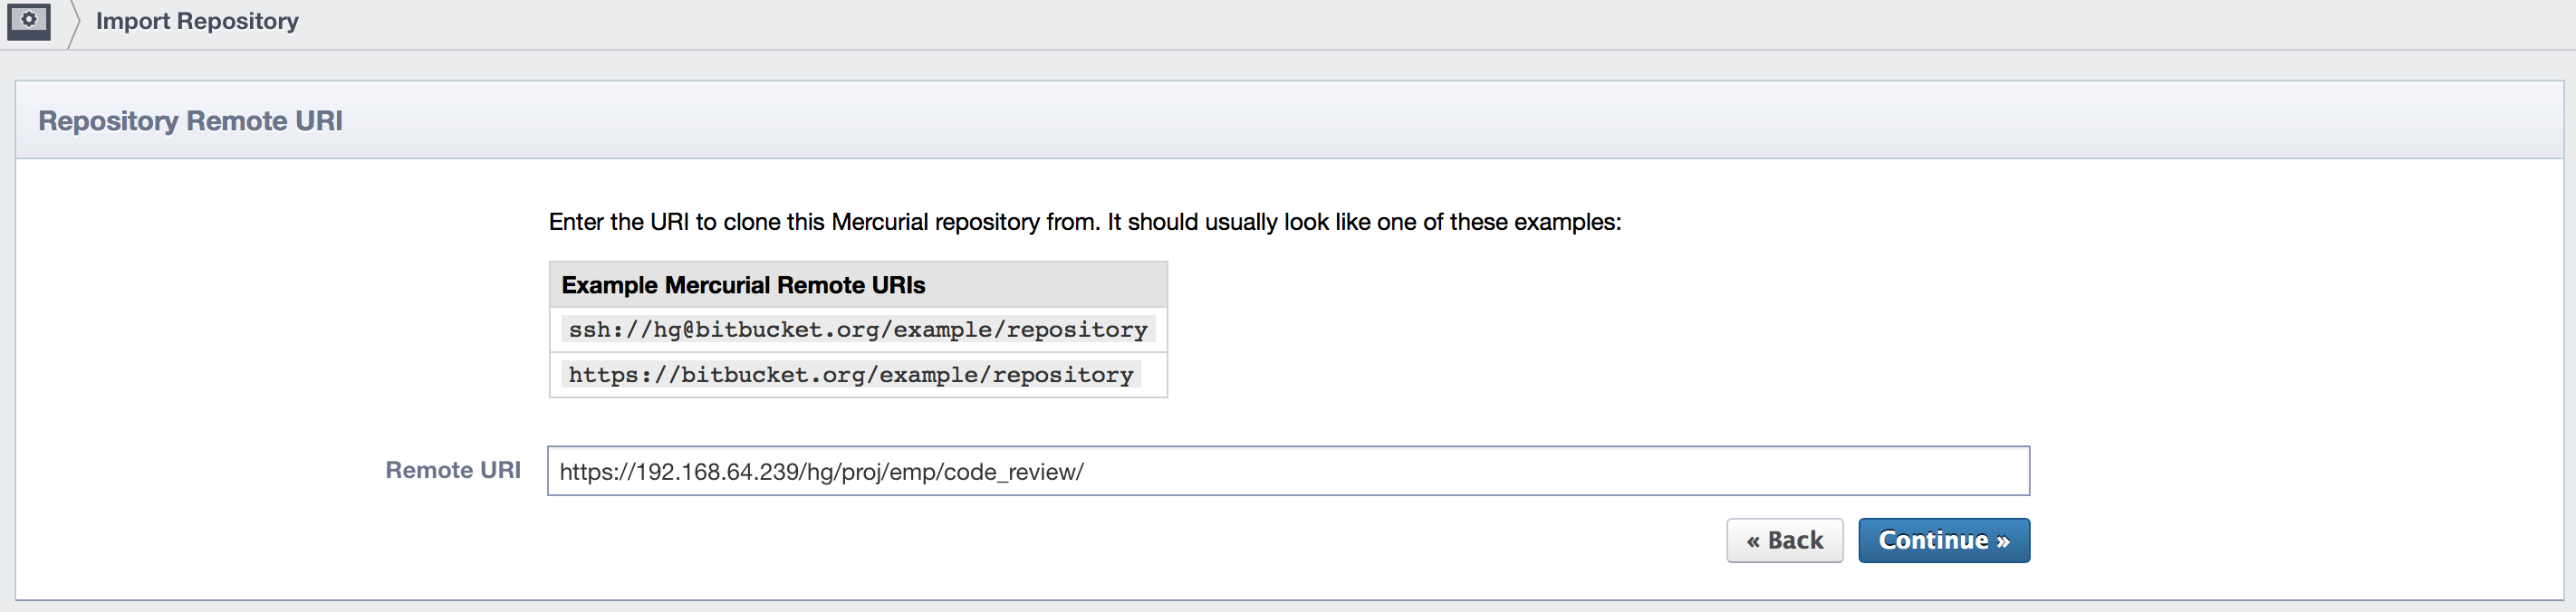 Import Repository
Repository Remote URI
Enter the URI to clone this Mercurial repository from. It should usually look like one of these examples:
Example Mercurial Remote URIs
ssh://hg@bitbucket.org/example/repository
https://bitbucket.org/example/repository
Remote URI https://192.168.64.239/hg/proj/emp/code_review/
« Back Continue »